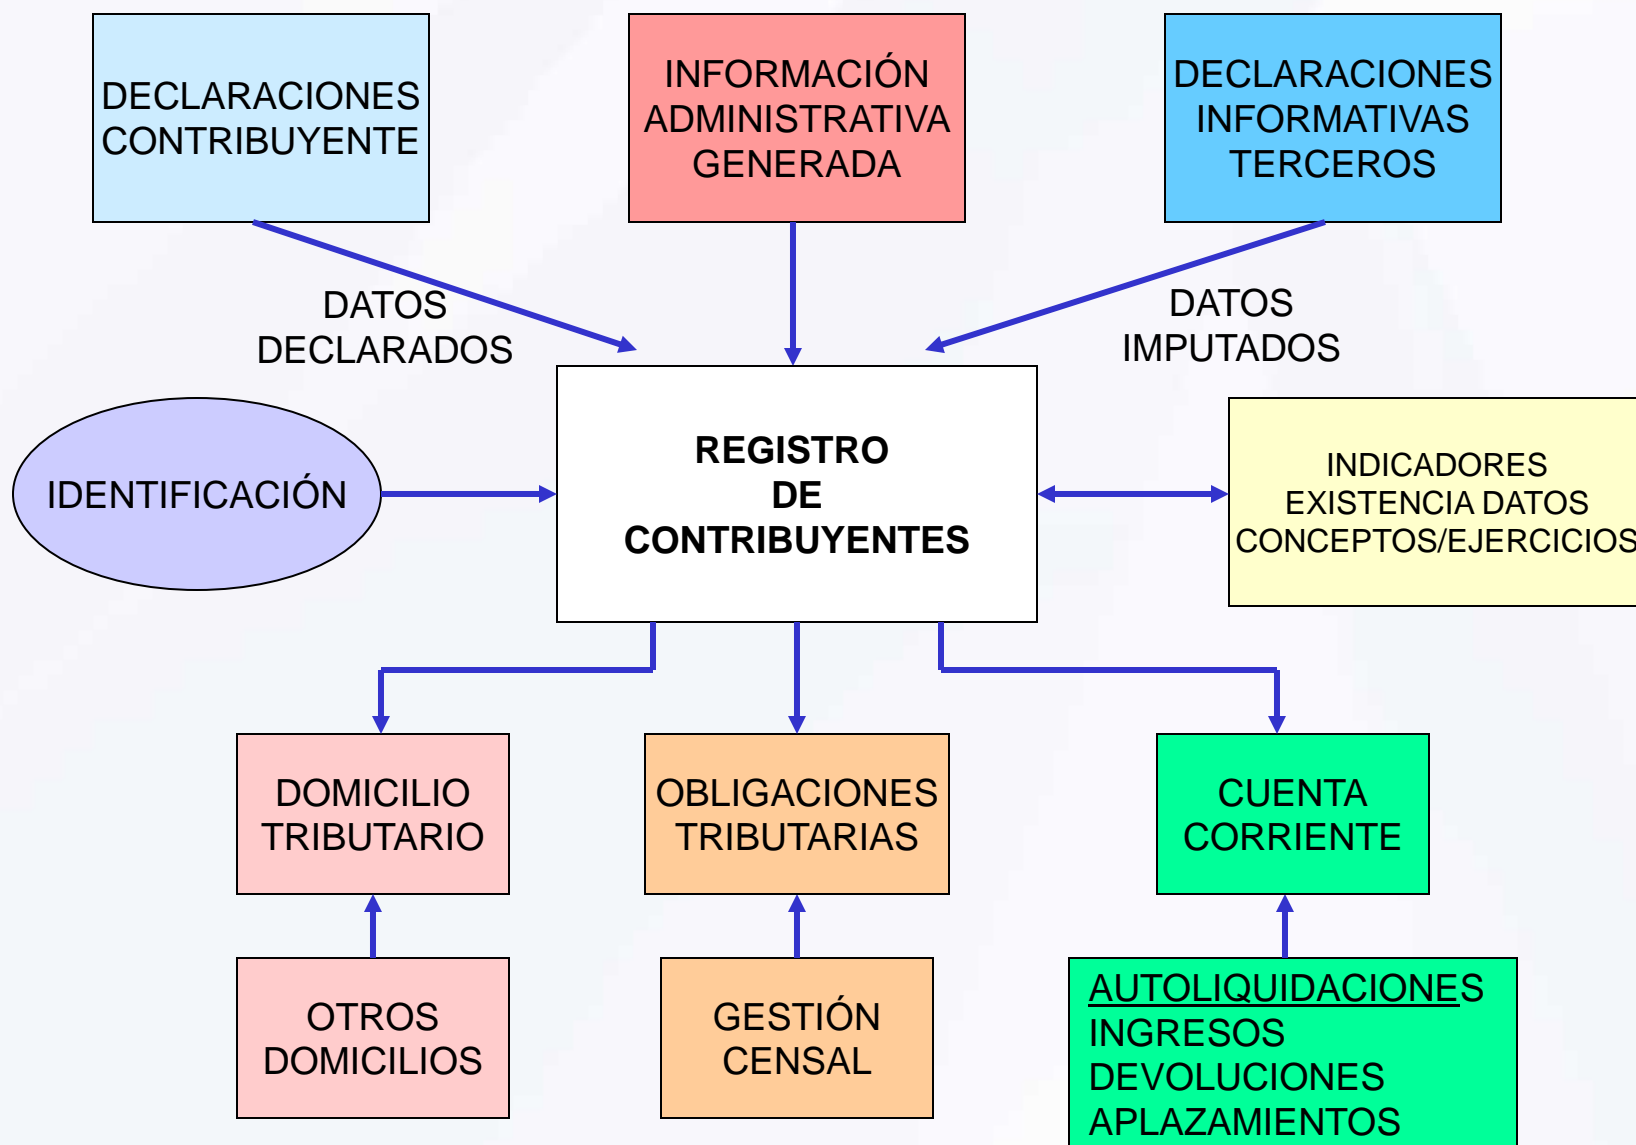 DECLARACIONES
CONTRIBUYENTE
INFORMACIÓN
ADMINISTRATIVA
GENERADA
DECLARACIONES
INFORMATIVAS
TERCEROS
DATOS
DECLARADOS
DATOS
IMPUTADOS
IDENTIFICACIÓN
REGISTRO
DE
CONTRIBUYENTES
INDICADORES
EXISTENCIA DATOS
CONCEPTOS/EJERCICIOS
DOMICILIO
TRIBUTARIO
OBLIGACIONES
TRIBUTARIAS
CUENTA
CORRIENTE
OTROS
DOMICILIOS
GESTIÓN
CENSAL
AUTOLIQUIDACIONES
INGRESOS
DEVOLUCIONES
APLAZAMIENTOS